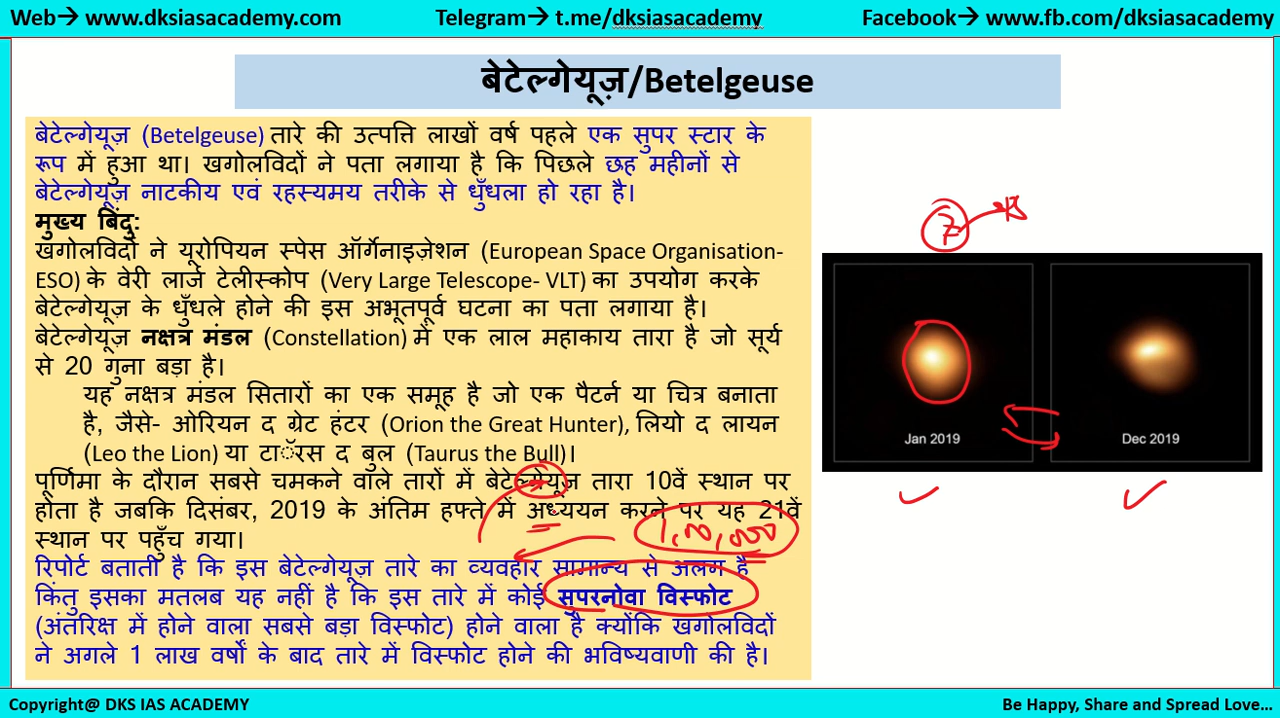 Web→ www.dksiasacademy.com
Telegram→ t.me/dksiasacademy
Facebook→ www.fb.com/dksiasacademy
बेटेल्गेयूज़/Betelgeuse
बेटेल्गेयूज़ (Betelgeuse) तारे की उत्पत्ति लाखों वर्ष पहले एक सुपर स्टार के
रूप में हुआ था। खगोलविदों ने पता लगाया है कि पिछले छह महीनों से
बेटेल्गेयूज़ नाटकीय एवं रहस्यमय तरीके से धुँधला हो रहा है।
मुख्य बिंदु:
खगोलविदों ने यूरोपियन स्पेस ऑर्गेनाइज़ेशन (European Space Organisation-
ESO) के वेरी लार्ज टेलीस्कोप (Very Large Telescope- VLT) का उपयोग करके
बेटेल्गेयूज़ के धुँधले होने की इस अभूतपूर्व घटना का पता लगाया है।
बेटेल्गेयूज़ नक्षत्र मंडल (Constellation) में एक लाल महाकाय तारा है जो सूर्य
से 20 गुना बड़ा है।
यह नक्षत्र मंडल सितारों का एक समूह है जो एक पैटर्न या चित्र बनाता
है, जैसे- ओरियन द ग्रेट हंटर (Orion the Great Hunter), लियो द लायन
(Leo the Lion) या टाॅरस द बुल (Taurus the Bull)।
पूर्णिमा के दौरान सबसे चमकने वाले तारों में बेटेल्गेयूज़ तारा 10वें स्थान पर
होता है जबकि दिसंबर, 2019 के अंतिम हफ्ते में अध्ययन करने पर यह 21वें
स्थान पर पहुँच गया।
1,00,000
रिपोर्ट बताती है कि इस बेटेल्गेयूज़ तारे का व्यवहार सामान्य से अलग है
किंतु इसका मतलब यह नहीं है कि इस तारे में कोई सुपरनोवा विस्फोट
(अंतरिक्ष में होने वाला सबसे बड़ा विस्फोट) होने वाला है क्योंकि खगोलविदों
ने अगले 1 लाख वर्षों के बाद तारे में विस्फोट होने की भविष्यवाणी की है।
7
Jan 2019
Dec 2019
Copyright@ DKS IAS ACADEMY
Be Happy, Share and Spread Love...